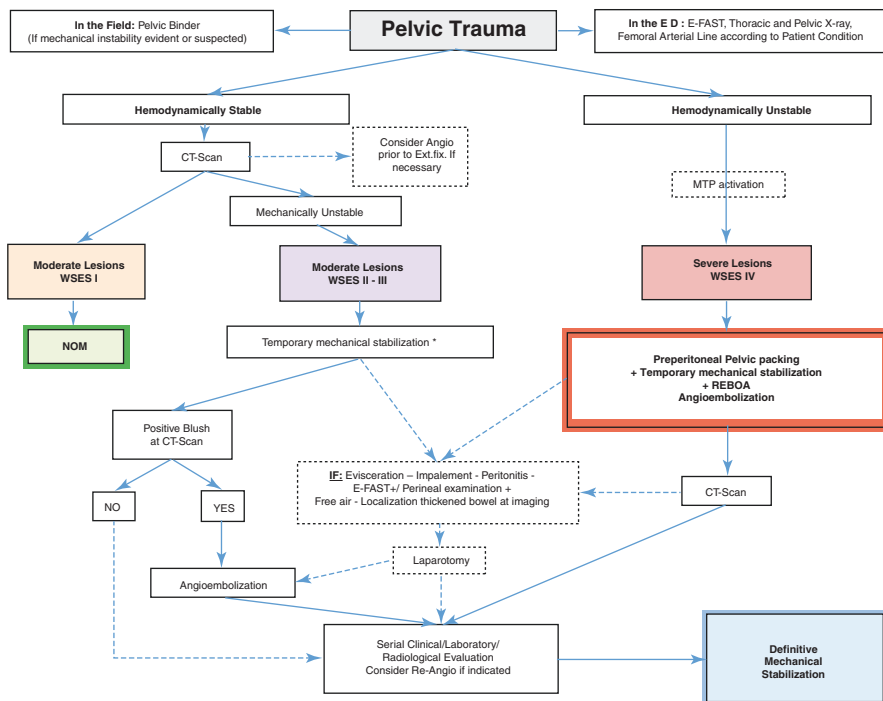 In the Field: Pelvic Binder
(If mechanical instability evident or suspected)
Pelvic Trauma
In the E D : E-FAST, Thoracic and Pelvic X-ray,
Femoral Arterial Line according to Patient Condition
Hemodynamically Stable
Hemodynamically Unstable
CT-Scan
Consider Angio
prior to Ext.fix. If
necessary
MTP activation
Mechanically Unstable
Moderate Lesions
WSES I
Moderate Lesions
WSES II - III
Severe Lesions
WSES IV
NOM
Temporary mechanical stabilization *
Preperitoneal Pelvic packing
+ Temporary mechanical stabilization
+ REBOA
Angioembolization
Positive Blush
at CT-Scan
IF: Evisceration – Impalement - Peritonitis -
E-FAST+/ Perineal examination +
Free air - Localization thickened bowel at imaging
CT-Scan
NO
YES
Laparotomy
Angioembolization
Serial Clinical/Laboratory/
Radiological Evaluation
Consider Re-Angio if indicated
Definitive
Mechanical
Stabilization